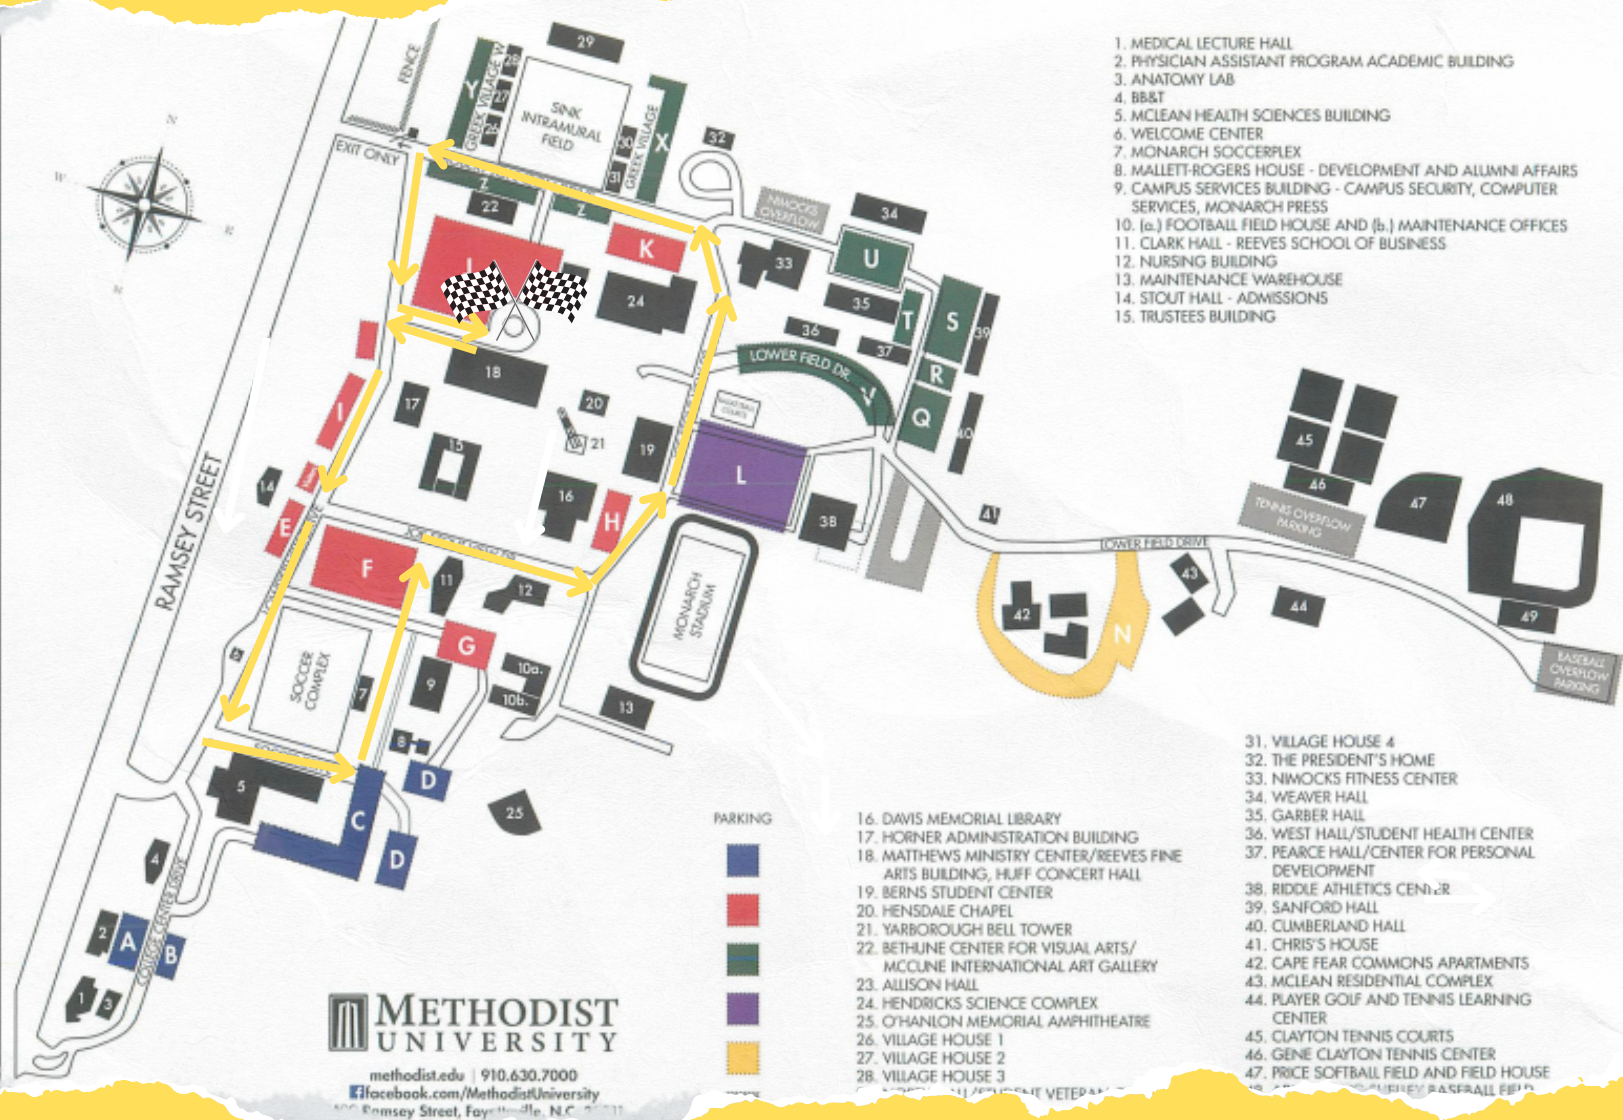 1. MEDICAL LECTURE HALL
2. PHYSICIAN ASSISTANT PROGRAM ACADEMIC BUILDING
3. ANATOMY LAB
4. BB&T
5. MCLEAN HEALTH SCIENCES BUILDING
6. WELCOME CENTER
7. MONARCH SOCCERPLEX
8. MALLETT-ROGERS HOUSE - DEVELOPMENT AND ALUMNI AFFAIRS
9. CAMPUS SERVICES BUILDING - CAMPUS SECURITY, COMPUTER
SERVICES, MONARCH PRESS
10. (a.) FOOTBALL FIELD HOUSE AND (b.) MAINTENANCE OFFICES
11. CLARK HALL - REEVES SCHOOL OF BUSINESS
12. NURSING BUILDING
13. MAINTENANCE WAREHOUSE
14. STOUT HALL - ADMISSIONS
15. TRUSTEES BUILDING
FENCE
EXIT ONLY
Y
GREEK VILLAGE W
28
27
26
29
SINK
INTRAMURAL
FIELD
30
31
GREEK VILLAGE
X
32
Z
Z
22
NIMOCKS
OVERFLOW
34
K
33
U
24
35
T
S
39
36
37
R
LOWER FIELD DR.
V
Q
40
18
I
17
20
21
15
19
16
H
L
38
14
E
F
11
12
RAMSEY STREET
MONARCH
STADIUM
G
SOCCER
COMPLEX
7
9
10a.
10b.
13
8
D
5
C
D
25
4
2
A
B
1
3
COLLEGE CENTER DRIVE
41
LOWER FIELD DRIVE
42
N
43
44
45
46
TENNIS OVERFLOW
PARKING
47
48
49
BASEBALL
OVERFLOW
PARKING
N
W
E
METHODIST
UNIVERSITY
methodist.edu | 910.630.7000
facebook.com/MethodistUniversity
Ramsey Street, N.C.
PARKING
16. DAVIS MEMORIAL LIBRARY
17. HORNER ADMINISTRATION BUILDING
18. MATTHEWS MINISTRY CENTER/REEVES FINE
ARTS BUILDING, HUFF CONCERT HALL
19. BERNS STUDENT CENTER
20. HENSDALE CHAPEL
21. YARBOROUGH BELL TOWER
22. BETHUNE CENTER FOR VISUAL ARTS/
MCCUNE INTERNATIONAL ART GALLERY
23. ALLISON HALL
24. HENDRICKS SCIENCE COMPLEX
25. O'HANLON MEMORIAL AMPHITHEATRE
26. VILLAGE HOUSE 1
27. VILLAGE HOUSE 2
28. VILLAGE HOUSE 3
31. VILLAGE HOUSE 4
32. THE PRESIDENT'S HOME
33. NIMOCKS FITNESS CENTER
34. WEAVER HALL
35. GARBER HALL
36. WEST HALL/STUDENT HEALTH CENTER
37. PEARCE HALL/CENTER FOR PERSONAL
DEVELOPMENT
38. RIDDLE ATHLETICS CENTER
39. SANFORD HALL
40. CUMBERLAND HALL
41. CHRIS'S HOUSE
42. CAPE FEAR COMMONS APARTMENTS
43. MCLEAN RESIDENTIAL COMPLEX
44. PLAYER GOLF AND TENNIS LEARNING
CENTER
45. CLAYTON TENNIS COURTS
46. GENE CLAYTON TENNIS CENTER
47. PRICE SOFTBALL FIELD AND FIELD HOUSE
BASEBALL FIELD